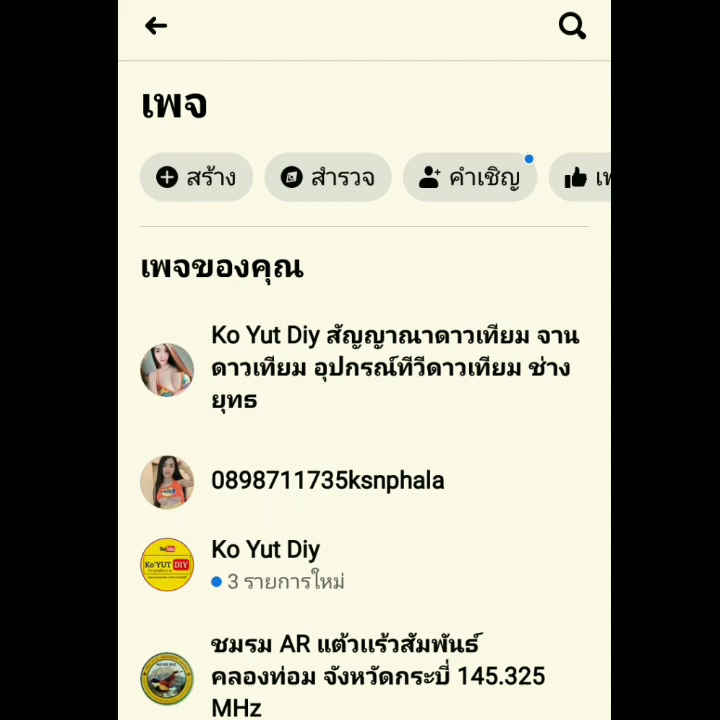 เพจ
สร้าง
สำรวจ
คำเชิญ
เพจของคุณ
Ko Yut Diy สัญญาณาดาวเทียม จาน
ดาวเทียม อุปกรณ์ทีวีดาวเทียม ช่าง
ยุทธ
0898711735ksnphala
Ko Yut Diy
3 รายการใหม่
YouTube
Ko YUT DIY
ชมรม AR แต้วแร้วสัมพันธ์
คลองท่อม จังหวัดกระบี่ 145.325
MHz